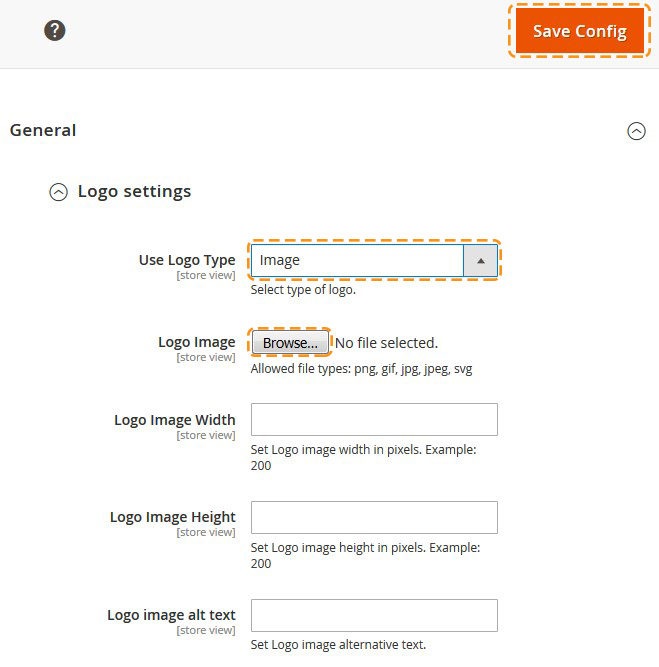 ?
Save Config
General
Logo settings
Use Logo Type
[store view]
Image
Select type of logo.
Logo Image
[store view]
Browse... No file selected.
Allowed file types: png, gif, jpg, jpeg, svg
Logo Image Width
[store view]
Set Logo image width in pixels. Example:
200
Logo Image Height
[store view]
Set Logo image height in pixels. Example:
200
Logo image alt text
[store view]
Set Logo image alternative text.